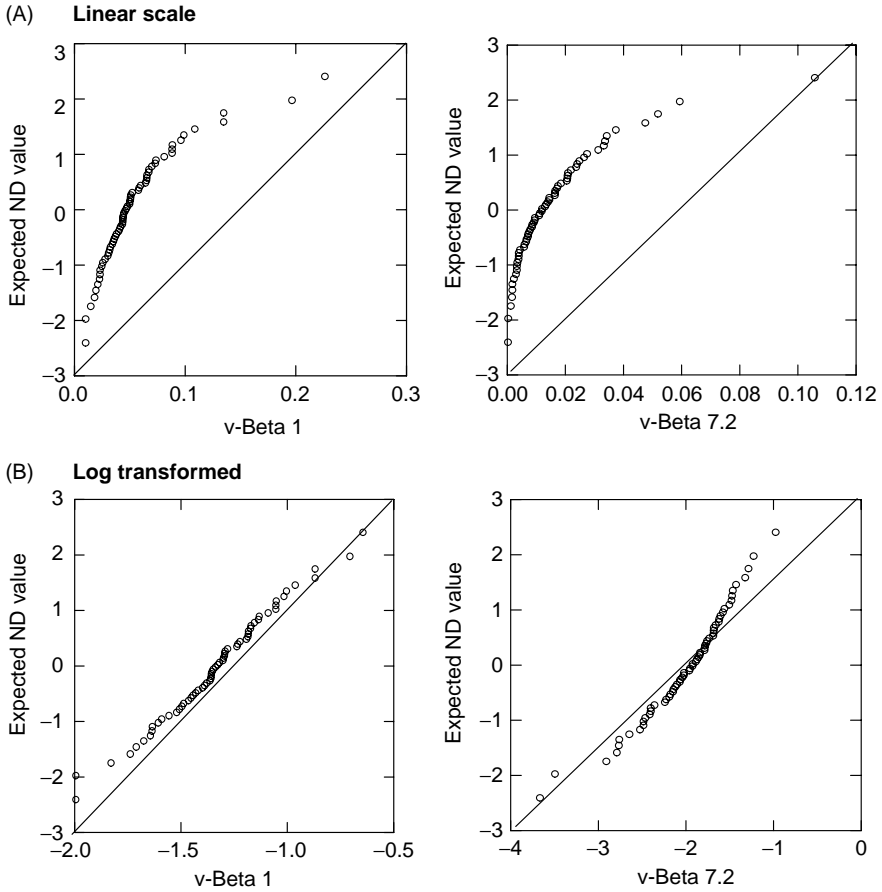 (A) Linear scale
3
2
1
0
−1
−2
−3
Expected ND value
0.0 0.1 0.2 0.3
v-Beta 1
3
2
1
0
−1
−2
−3
Expected ND value
0.00 0.02 0.04 0.06 0.08 0.10 0.12
v-Beta 7.2
(B) Log transformed
3
2
1
0
−1
−2
−3
Expected ND value
−2.0 −1.5 −1.0 −0.5
v-Beta 1
3
2
1
0
−1
−2
−3
Expected ND value
−4 −3 −2 −1 0
v-Beta 7.2